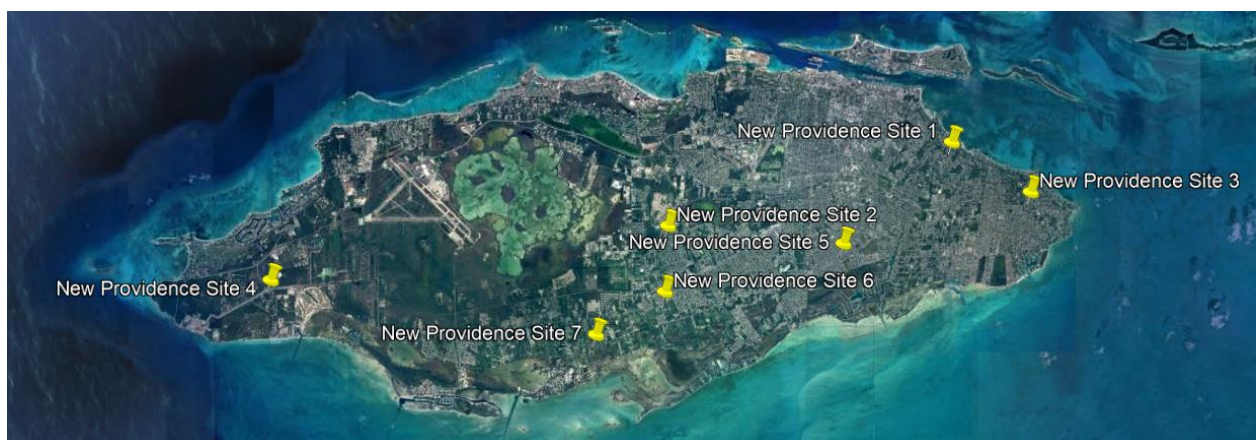 New Providence Site 1
New Providence Site 3
New Providence Site 2
New Providence Site 5
New Providence Site 6
New Providence Site 4
New Providence Site 7